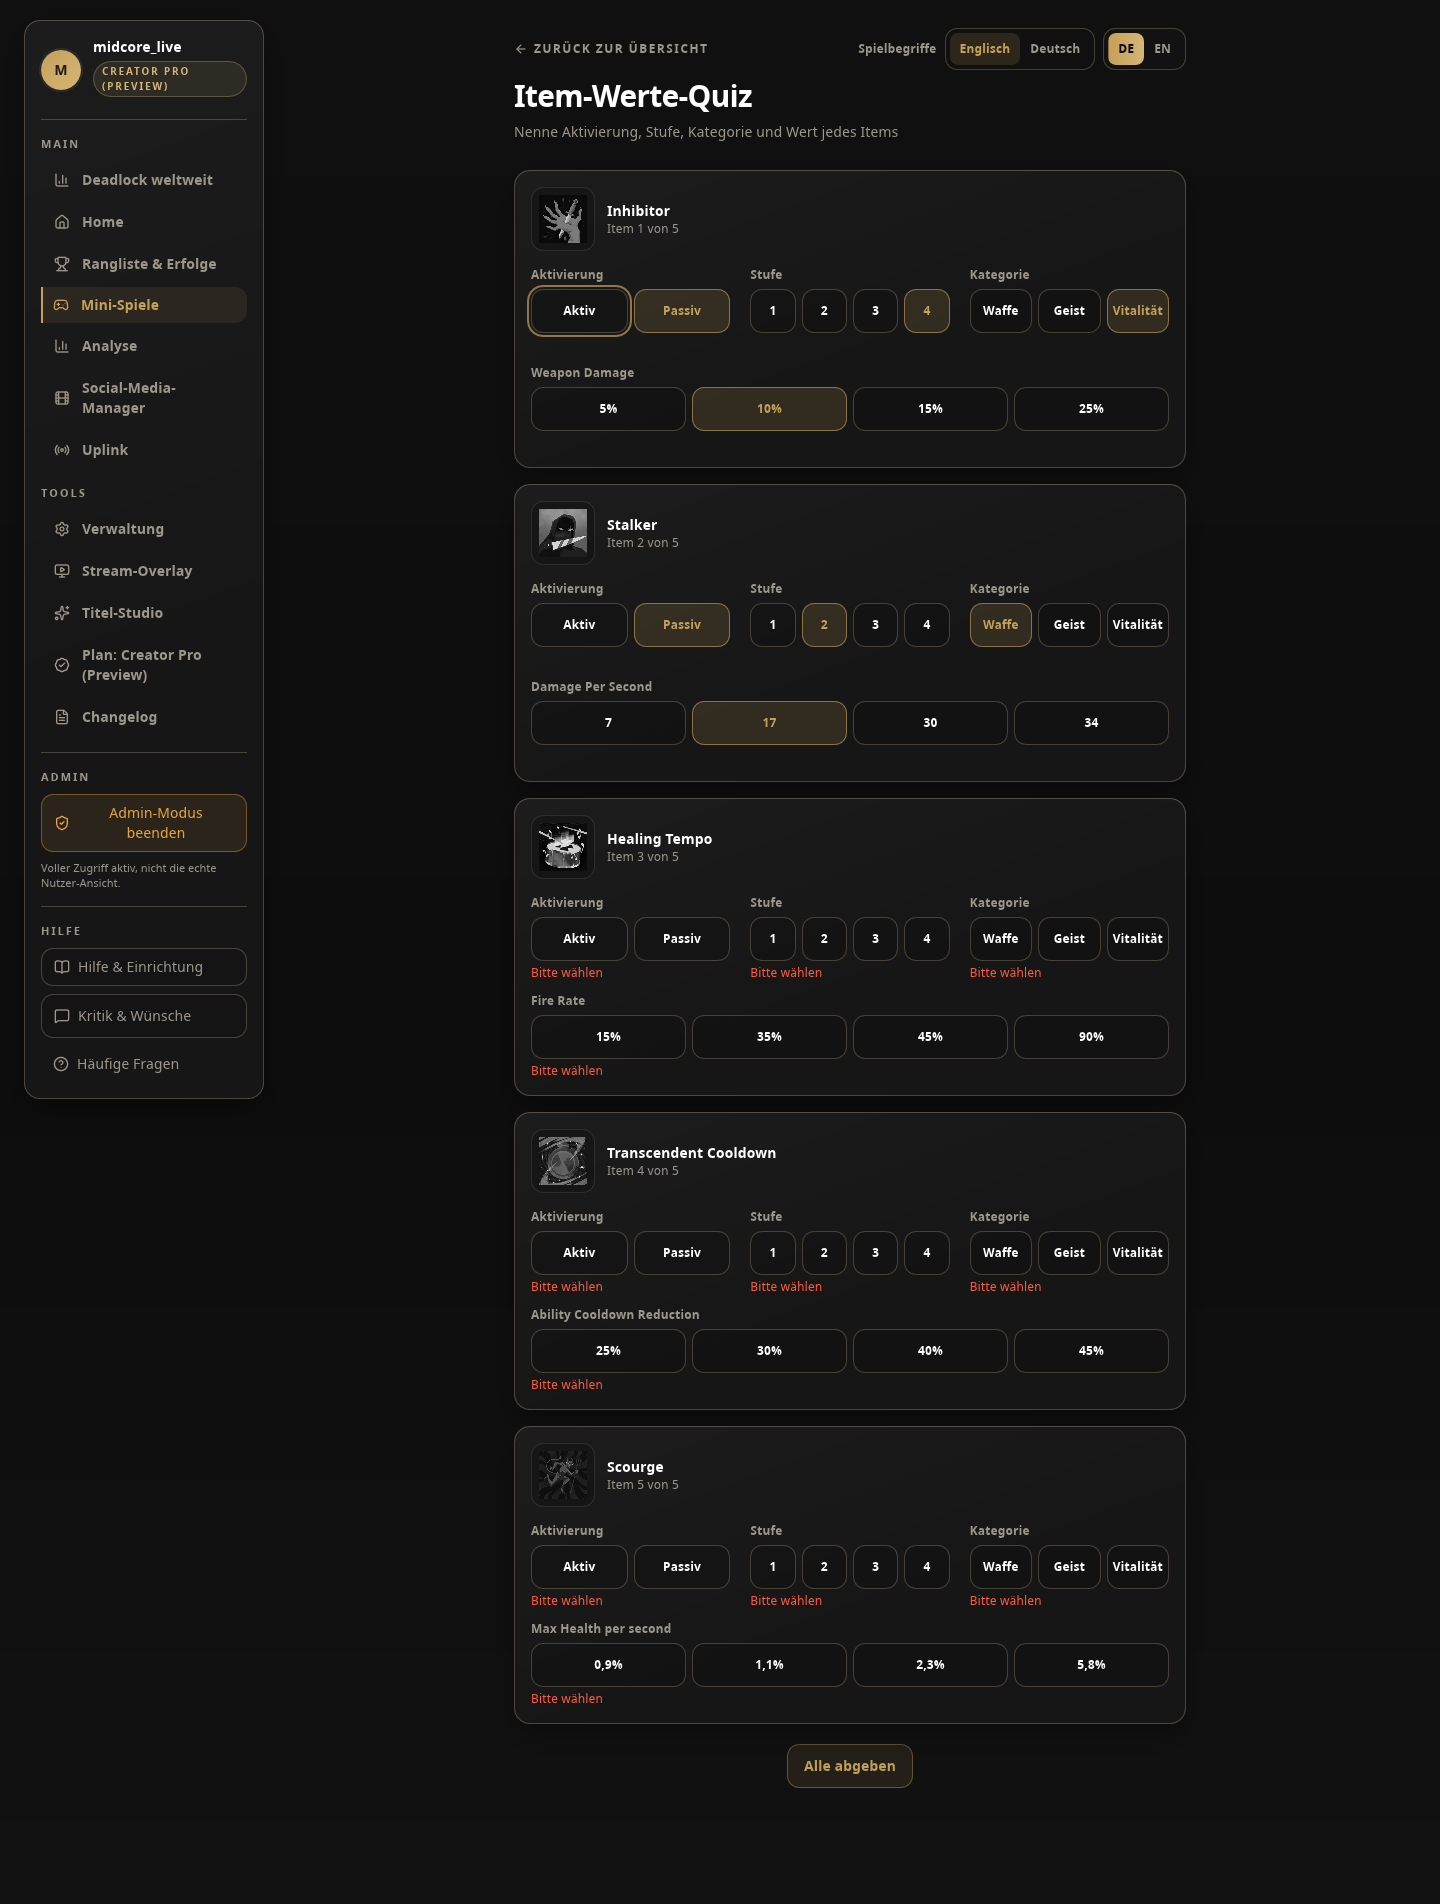 M
midcore_live
CREATOR PRO
(PREVIEW)
MAIN
Deadlock weltweit
Home
Rangliste & Erfolge
Mini-Spiele
Analyse
Social-Media-
Manager
Uplink
TOOLS
Verwaltung
Stream-Overlay
Titel-Studio
Plan: Creator Pro
(Preview)
Changelog
ADMIN
Admin-Modus
beenden
Voller Zugriff aktiv, nicht die echte
Nutzer-Ansicht.
HILFE
Hilfe & Einrichtung
Kritik & Wünsche
Häufige Fragen
← ZURÜCK ZUR ÜBERSICHT Spielbegriffe Englisch Deutsch DE EN
Item-Werte-Quiz
Nenne Aktivierung, Stufe, Kategorie und Wert jedes Items
Inhibitor
Item 1 von 5
Aktivierung Stufe Kategorie
Aktiv Passiv 1 2 3 4 Waffe Geist Vitalität
Weapon Damage
5% 10% 15% 25%
Stalker
Item 2 von 5
Aktivierung Stufe Kategorie
Aktiv Passiv 1 2 3 4 Waffe Geist Vitalität
Damage Per Second
7 17 30 34
Healing Tempo
Item 3 von 5
Aktivierung Stufe Kategorie
Aktiv Passiv 1 2 3 4 Waffe Geist Vitalität
Bitte wählen Bitte wählen Bitte wählen
Fire Rate
15% 35% 45% 90%
Bitte wählen
Transcendent Cooldown
Item 4 von 5
Aktivierung Stufe Kategorie
Aktiv Passiv 1 2 3 4 Waffe Geist Vitalität
Bitte wählen Bitte wählen Bitte wählen
Ability Cooldown Reduction
25% 30% 40% 45%
Bitte wählen
Scourge
Item 5 von 5
Aktivierung Stufe Kategorie
Aktiv Passiv 1 2 3 4 Waffe Geist Vitalität
Bitte wählen Bitte wählen Bitte wählen
Max Health per second
0,9% 1,1% 2,3% 5,8%
Bitte wählen
Alle abgeben